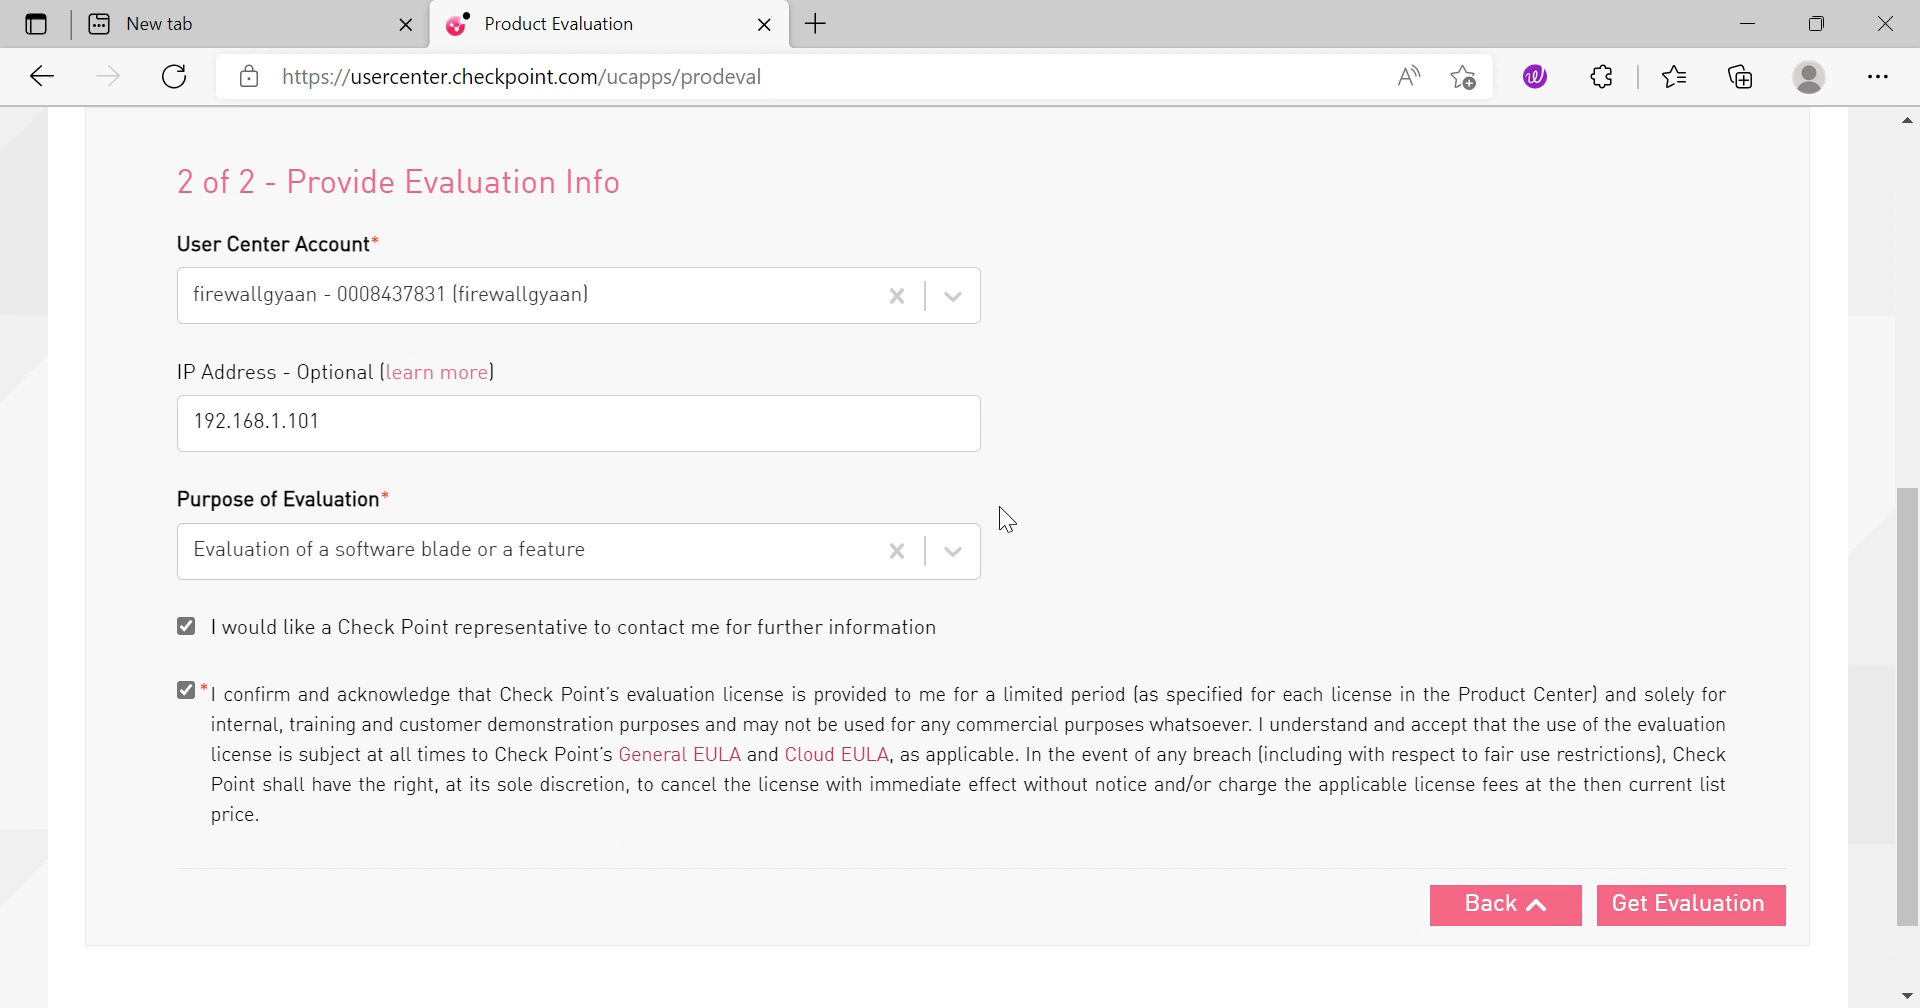 New tab
Product Evaluation
https://usercenter.checkpoint.com/ucapps/prodeval
2 of 2 - Provide Evaluation Info
User Center Account*
firewallgyaan - 0008437831 (firewallgyaan)
IP Address - Optional (learn more)
192.168.1.101
Purpose of Evaluation*
Evaluation of a software blade or a feature
I would like a Check Point representative to contact me for further information
*I confirm and acknowledge that Check Point's evaluation license is provided to me for a limited period (as specified for each license in the Product Center) and solely for
internal, training and customer demonstration purposes and may not be used for any commercial purposes whatsoever. I understand and accept that the use of the evaluation
license is subject at all times to Check Point's General EULA and Cloud EULA, as applicable. In the event of any breach (including with respect to fair use restrictions), Check
Point shall have the right, at its sole discretion, to cancel the license with immediate effect without notice and/or charge the applicable license fees at the then current list
price.
Back
Get Evaluation